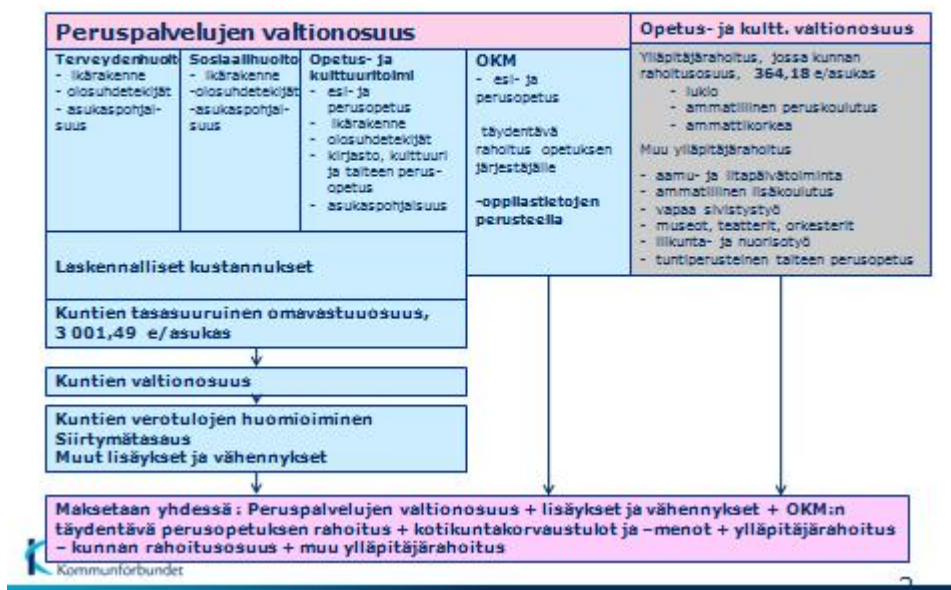 Peruspalvelujen valtionosuus
Opetus- ja kultt. valtionosuus
Terveydenhuolto
- ikärakenne
- olosuhdetekijät
- asukaspohjai-
suus
Sosiaalihuolto
- ikärakenne
-olosuhdetekijät
-asukaspohjai-
suus
Opetus- ja
kulttuuritoimi
- esi- ja
perusopetus
- ikärakenne
- olosuhdetekijät
- kirjasto, kulttuuri
ja taiteen perus-
opetus
- asukaspohjaisuus
OKM
- esi- ja
perusopetus
täydentävä
rahoitus opetuksen
järjestäjälle
-oppilastietojen
perusteella
Ylläpitäjärahoitus, jossa kunnan
rahoitusosuus, 364,18 e/asukas
- lukio
- ammatillinen peruskoulutus
- ammattikorkea
Muu ylläpitäjärahoitus
- aamu- ja iltapäivätoiminta
- ammatillinen lisäkoulutus
- vapaa sivistystyö
- museot, teatterit, orkesterit
- liikunta- ja nuorisotyö
- tuntiperusteinen taiteen perusopetus
Laskennalliset kustannukset
Kuntien tasasuuruinen omavastuuosuus,
3 001,49 e/asukas
Kuntien valtionosuus
Kuntien verotulojen huomioiminen
Siirtymätasaus
Muut lisäykset ja vähennykset
Maksetaan yhdessä : Peruspalvelujen valtionosuus + lisäykset ja vähennykset + OKM:n
täydentävä perusopetuksen rahoitus + kotikuntakorvaustulot ja –menot + ylläpitäjärahoitus
– kunnan rahoitusosuus + muu ylläpitäjärahoitus
Kommunförbundet